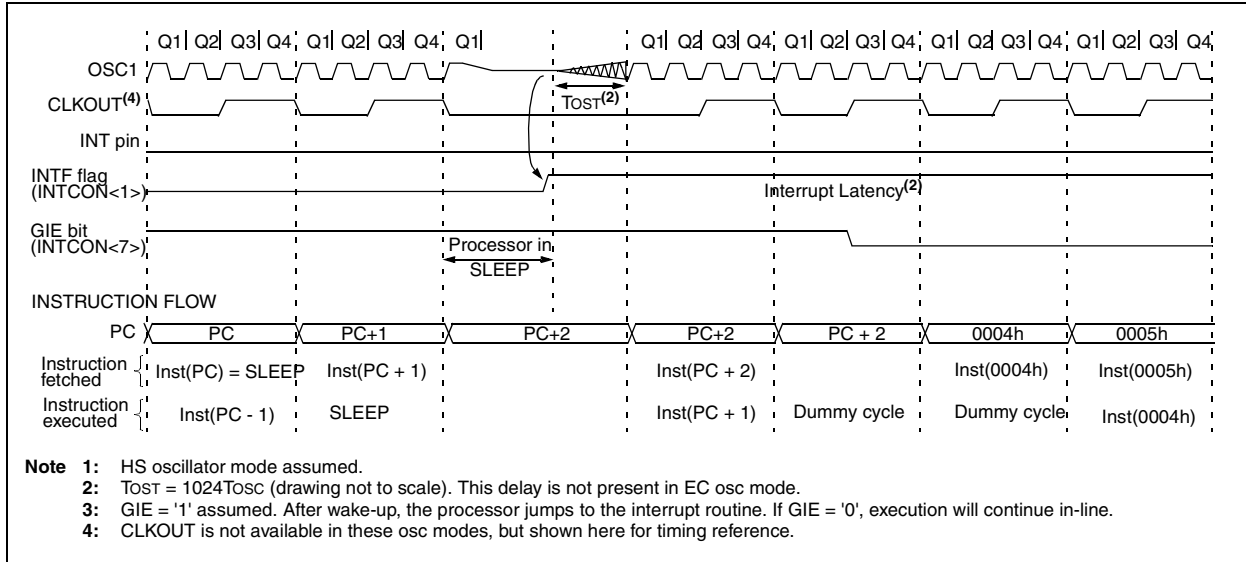 Q1 Q2 Q3 Q4 Q1 Q2 Q3 Q4 Q1 Q1 Q2 Q3 Q4 Q1 Q2 Q3 Q4 Q1 Q2 Q3 Q4 Q1 Q2 Q3 Q4
OSC1
TOST(2)
CLKOUT(4)
INT pin
INTF flag
(INTCON<1>)
Interrupt Latency(2)
GIE bit
(INTCON<7>)
Processor in
SLEEP
INSTRUCTION FLOW
PC PC PC+1 PC+2 PC+2 PC + 2 0004h 0005h
Instruction
fetched
Inst(PC) = SLEEP Inst(PC + 1) Inst(PC + 2) Inst(0004h) Inst(0005h)
Instruction
executed
Inst(PC - 1) SLEEP Inst(PC + 1) Dummy cycle Dummy cycle Inst(0004h)
Note 1: HS oscillator mode assumed.
2: TOST = 1024TOSC (drawing not to scale). This delay is not present in EC osc mode.
3: GIE = '1' assumed. After wake-up, the processor jumps to the interrupt routine. If GIE = '0', execution will continue in-line.
4: CLKOUT is not available in these osc modes, but shown here for timing reference.